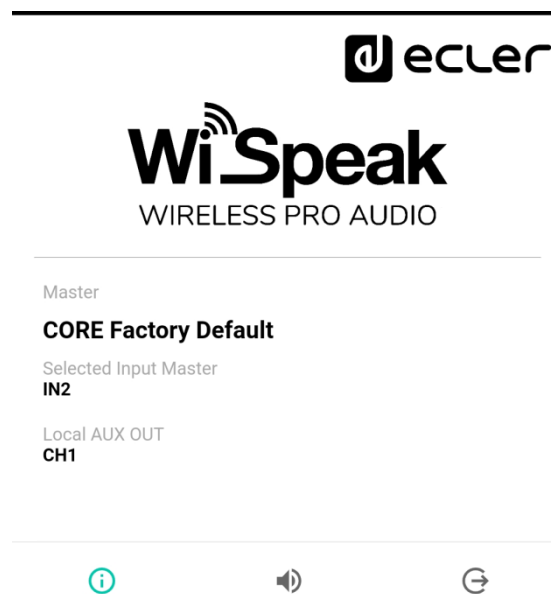 ecler
WiSpeak
WIRELESS PRO AUDIO
Master
CORE Factory Default
Selected Input Master
IN2
Local AUX OUT
CH1